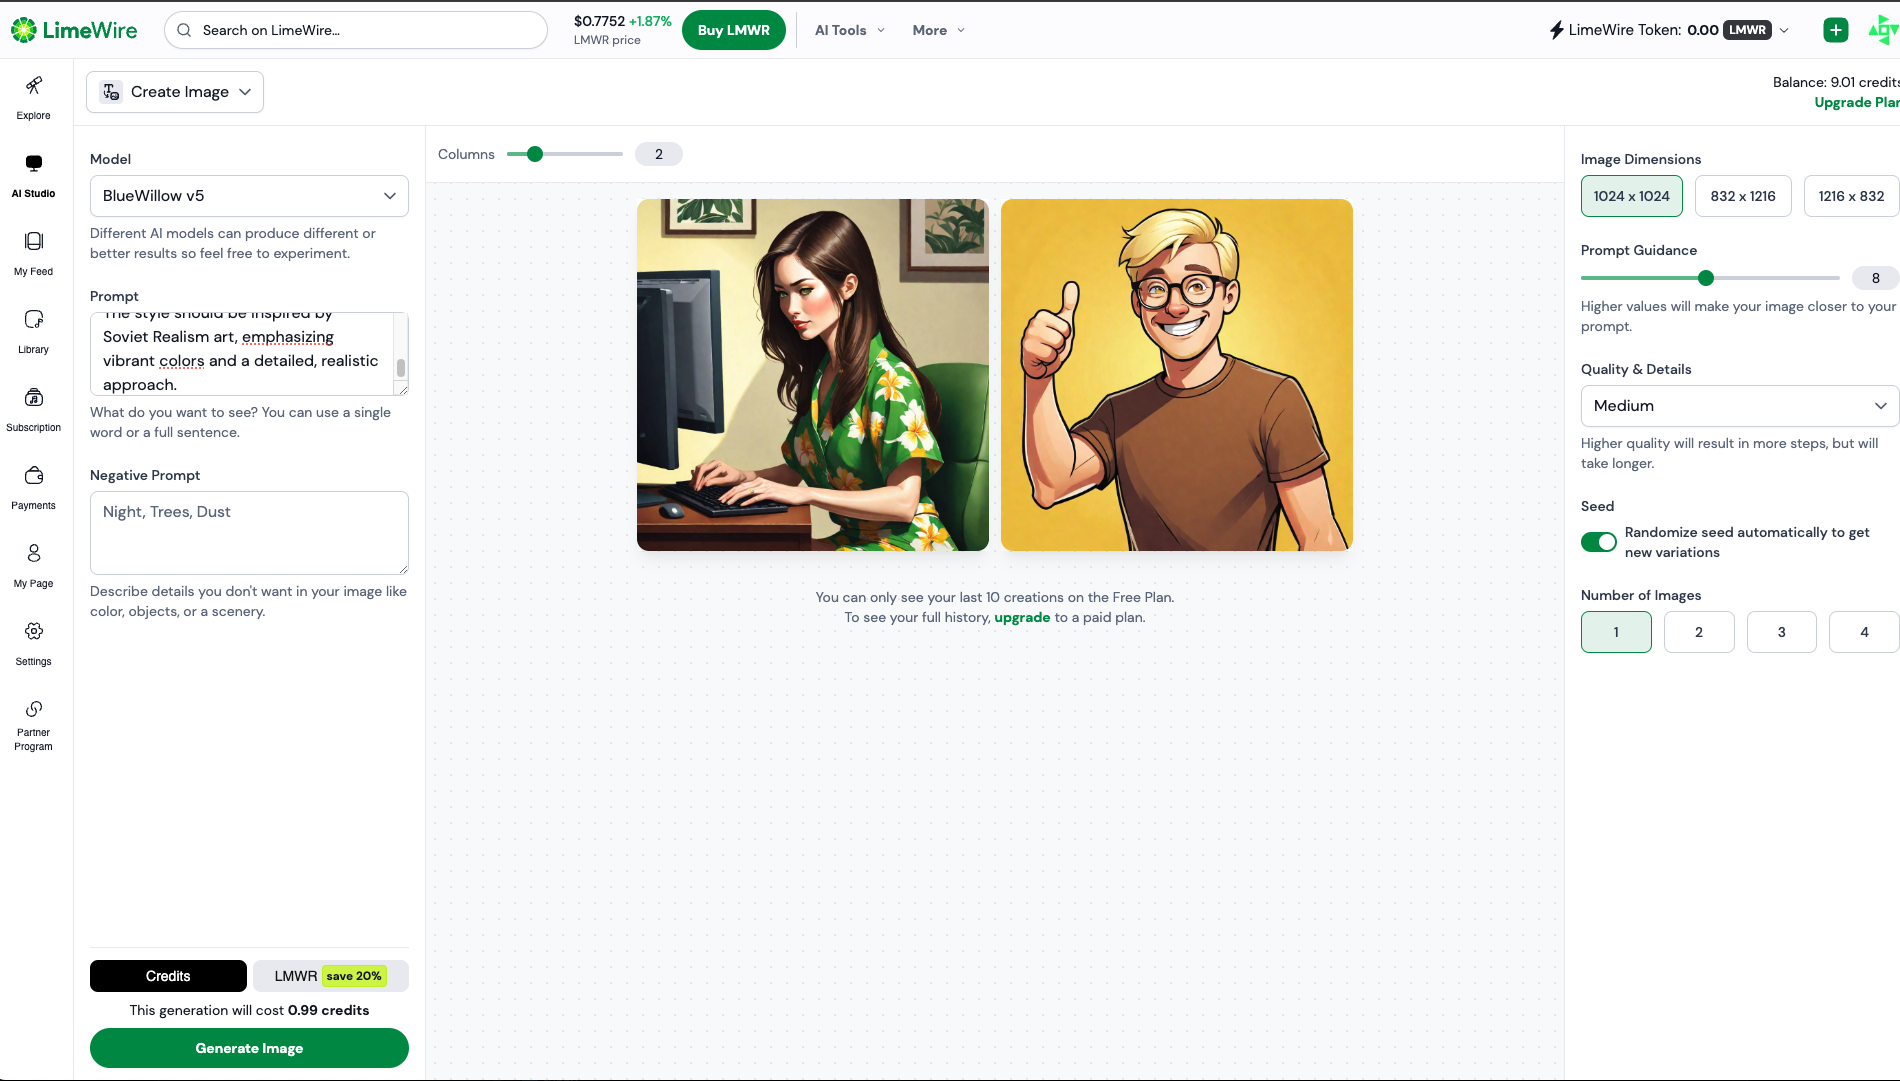 LimeWire
Search on LimeWire...
$0.7752 +1.87%
LMWR price
Buy LMWR
AI Tools
More
LimeWire Token: 0.00 LMWR
Explore
AI Studio
My Feed
Library
Subscription
Payments
My Page
Settings
Partner
Program
Create Image
Balance: 9.01 credits
Upgrade Plan
Model
BlueWillow v5
Different AI models can produce different or
better results so feel free to experiment.
Prompt
The style should be inspired by
Soviet Realism art, emphasizing
vibrant colors and a detailed, realistic
approach.
What do you want to see? You can use a single
word or a full sentence.
Negative Prompt
Night, Trees, Dust
Describe details you don't want in your image like
color, objects, or a scenery.
Credits
LMWR save 20%
This generation will cost 0.99 credits
Generate Image
Columns
2
You can only see your last 10 creations on the Free Plan.
To see your full history, upgrade to a paid plan.
Image Dimensions
1024 x 1024
832 x 1216
1216 x 832
Prompt Guidance
8
Higher values will make your image closer to your
prompt.
Quality & Details
Medium
Higher quality will result in more steps, but will
take longer.
Seed
Randomize seed automatically to get
new variations
Number of Images
1
2
3
4